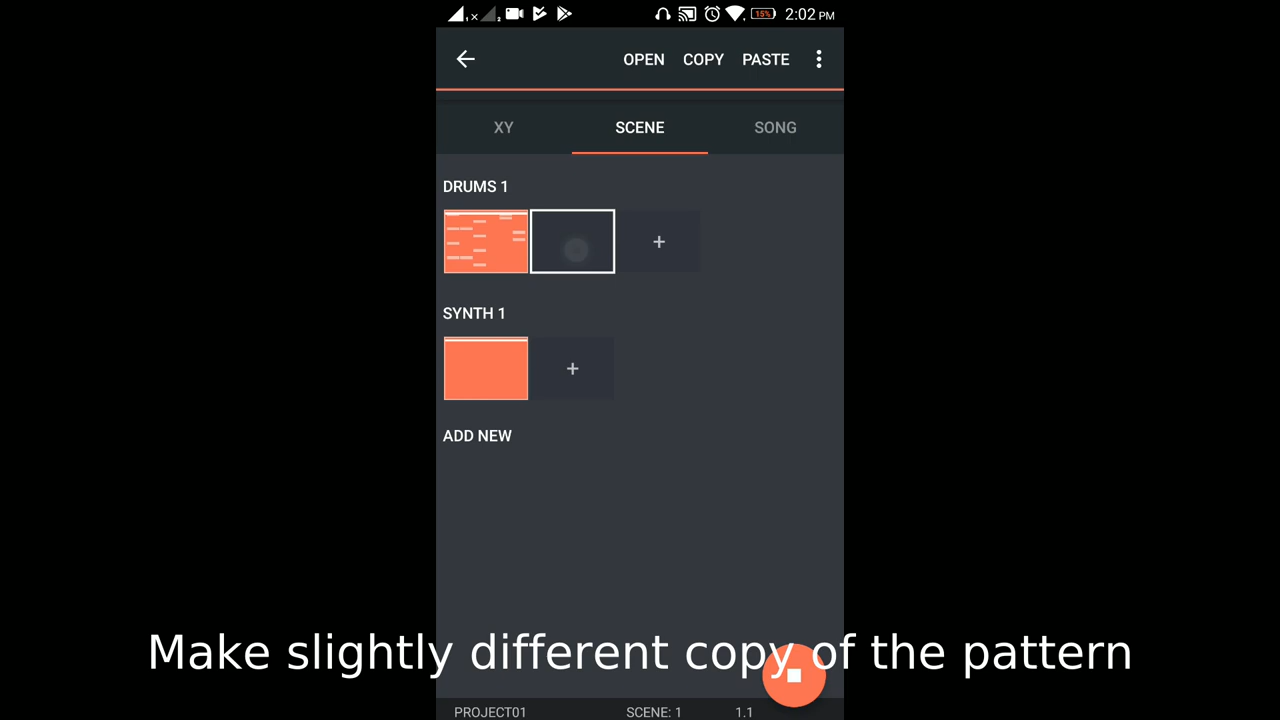 2:02 PM
15%
OPEN COPY PASTE
XY SCENE SONG
DRUMS 1
+
SYNTH 1
+
ADD NEW
Make slightly different copy of the pattern
PROJECT01 SCENE: 1 1.1